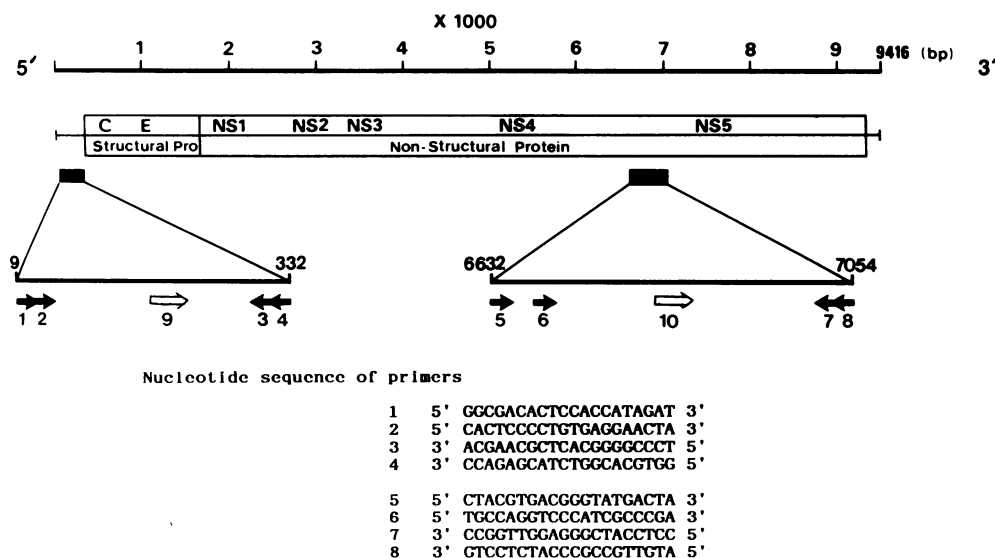 X 1000
5' 1 2 3 4 5 6 7 8 9 9416 (bp) 3'
C E NS1 NS2 NS3 NS4 NS5
Structural Pro Non-Structural Protein
9 332 6632 7054
1 2 9 3 4 5 6 10 7 8
Nucleotide sequence of primers
1 5' GGCGACACTCCACCATAGAT 3'
2 5' CACTCCCCTGTGAGGAACTA 3'
3 3' ACGAACGCTCACGGGGCCCT 5'
4 3' CCAGAGCATCTGGCACGTGG 5'
5 5' CTACGTGACGGGTATGACTA 3'
6 5' TGCCAGGTCCCATCGCCCGA 3'
7 3' CCGGTTGGAGGGCTACCTCC 5'
8 3' GTCCTCTACCCGCCGTTGTA 5'